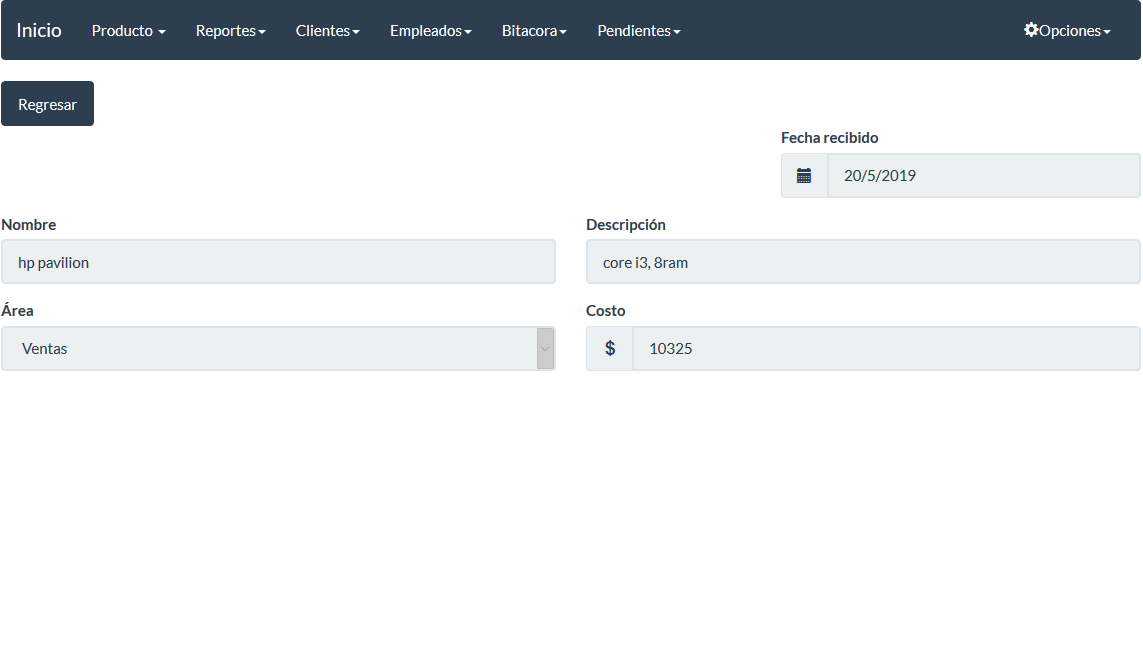 Inicio Producto Reportes Clientes Empleados Bitacora Pendientes Opciones
Regresar
Fecha recibido
20/5/2019
Nombre Descripción
hp pavilion core i3, 8ram
Área Costo
Ventas $ 10325